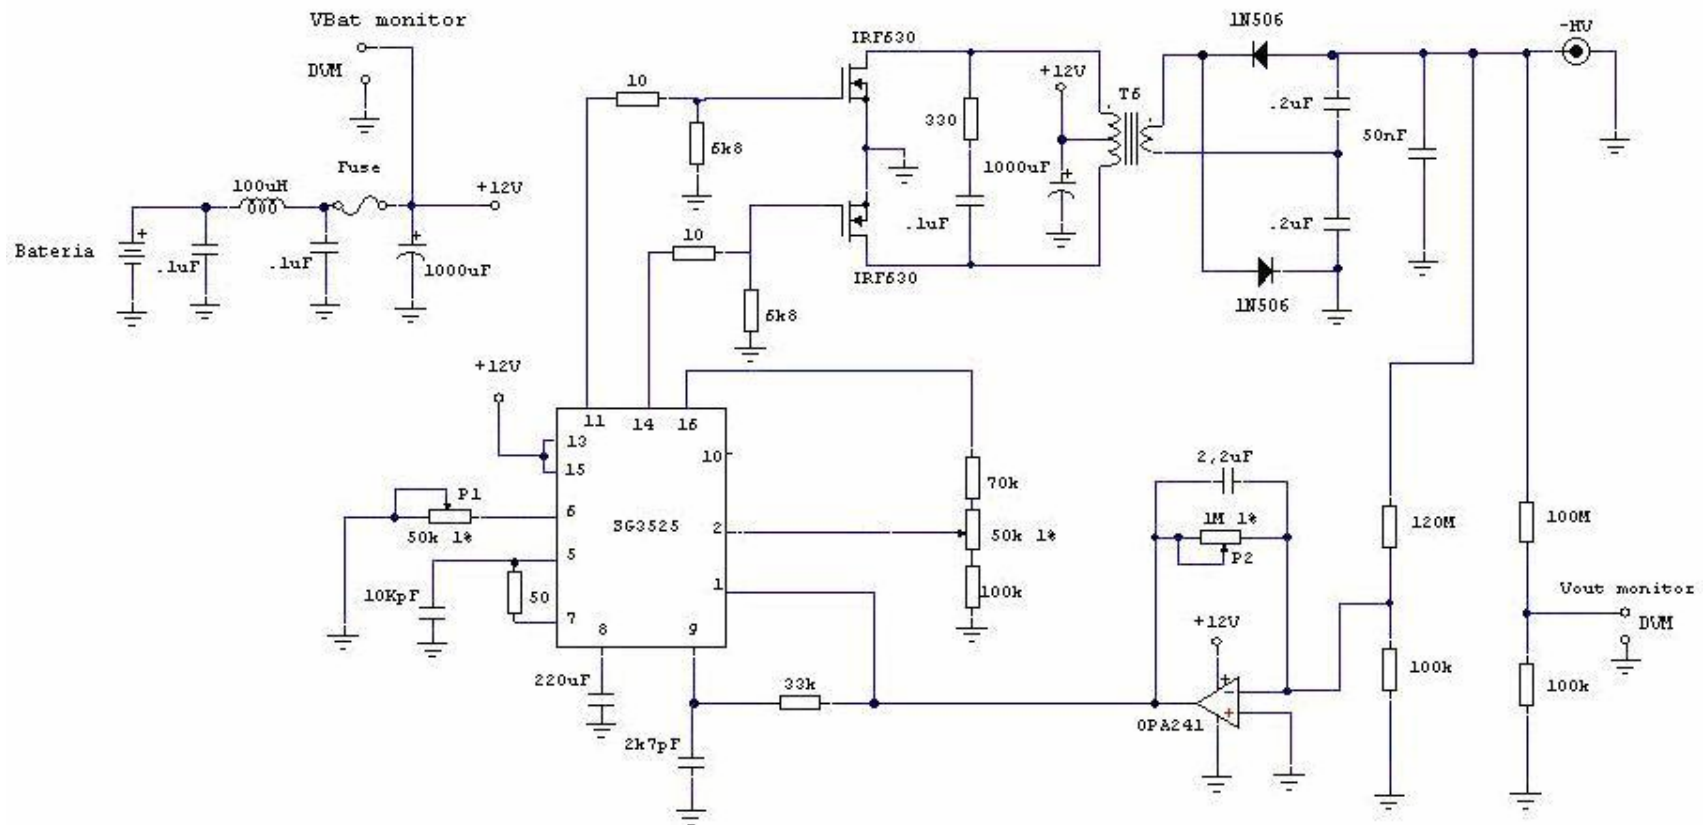 VBat monitor
DVM
Fuse
100uH
+12V
Bateria
+
.1uF
.1uF
+
1000uF
10
6k8
10
6k8
IRF630
IRF630
330
.1uF
+12V
1000uF
+
T6
1N506
1N506
.2uF
.2uF
50nF
-HV
+12V
11
14
16
13
15
10
6
5
7
8
9
2
1
SG3525
P1
50k 1%
10KpF
50
220uF
2k7pF
33k
70k
50k 1%
100k
2,2uF
1M 1%
P2
+12V
+
-
+
OPA241
120M
100k
100M
100k
Vout monitor
DVM